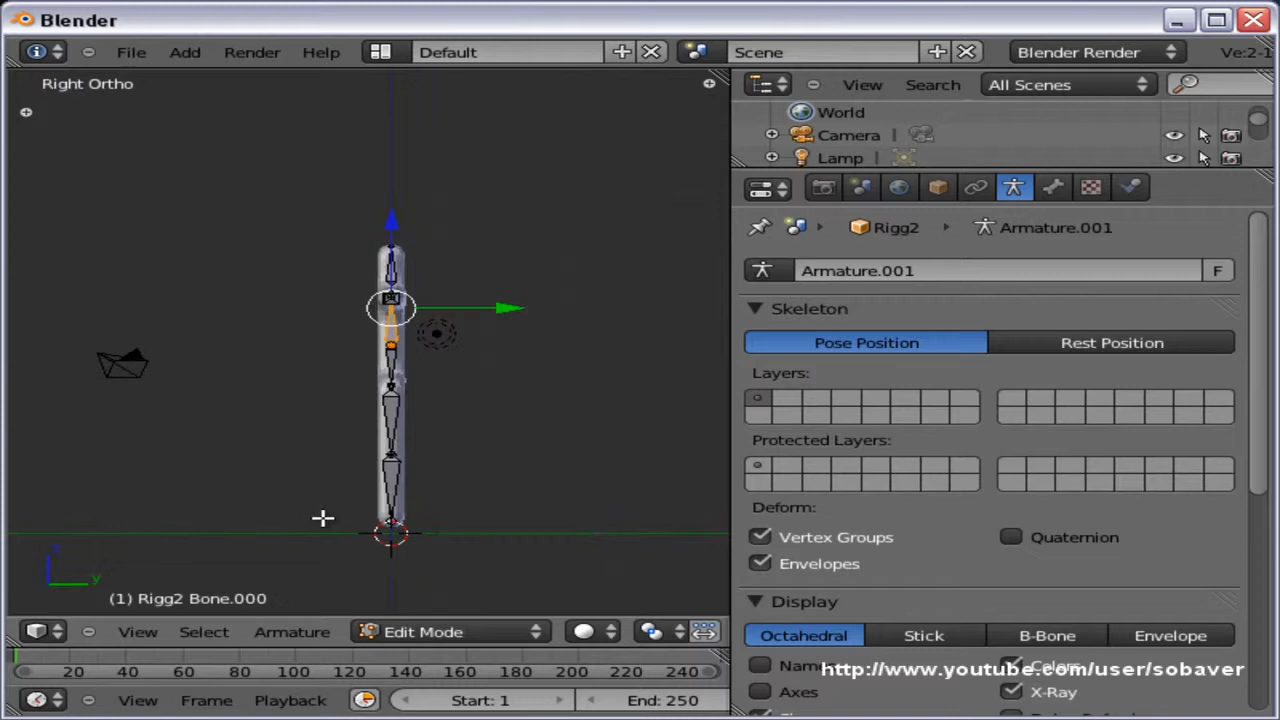 Blender
File Add Render Help Default Scene Blender Render Ve:2-1
Right Ortho
View Search All Scenes
World
Camera
Lamp
Rigg2 Armature.001
Armature.001 F
Skeleton
Pose Position Rest Position
Layers:
Protected Layers:
Deform:
Vertex Groups Quaternion
Envelopes
Display
Octahedral Stick B-Bone Envelope
Colors
http://www.youtube.com/user/sobaver
Axes X-Ray
z
y
(1) Rigg2 Bone.000
View Select Armature Edit Mode
20 40 60 80 100 120 140 160 180 200 220 240
View Frame Playback Start: 1 End: 250